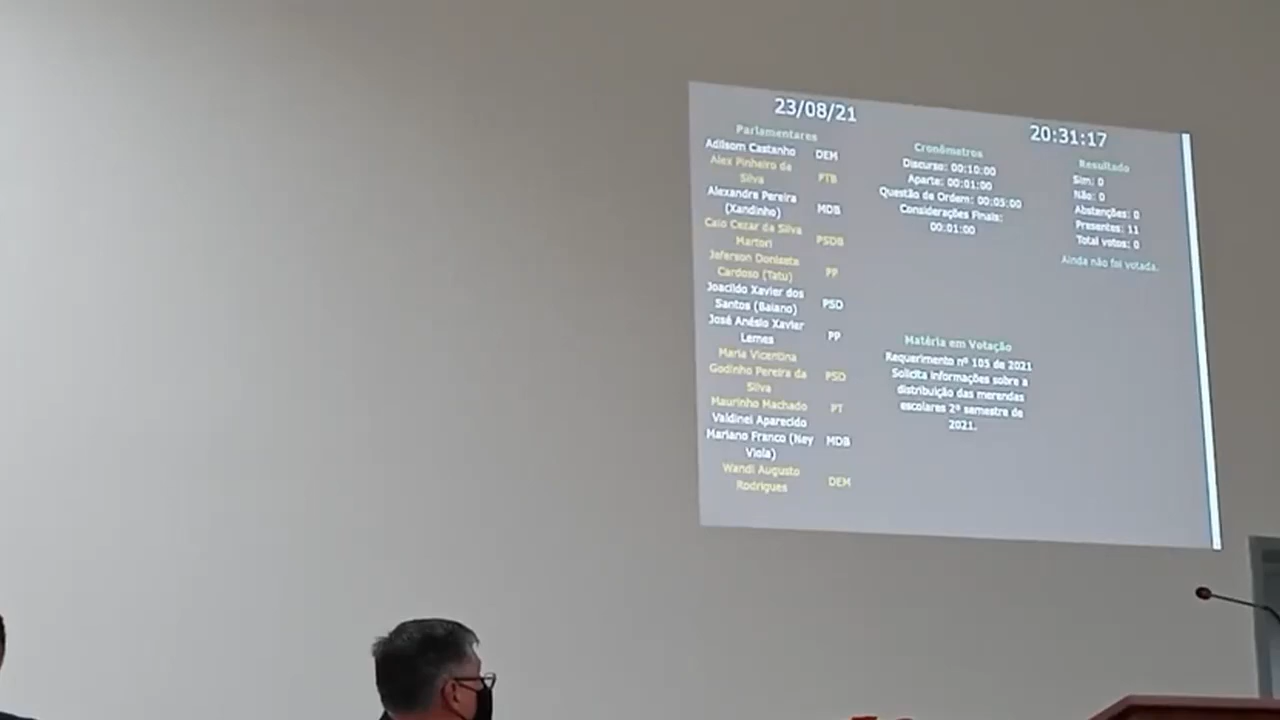 23/08/21
20:31:17
Parlamentares
Adilsom Castanho DEM
Alex Pinheiro da
Silva PTB
Alexandre Pereira
(Xandinho) MDB
Caio Cezar da Silva
Martori PSDB
Jeferson Donisete
Cardoso (Tatu) PP
Joacildo Xavier dos
Santos (Baiano) PSD
José Anésio Xavier
Lemes PP
Maria Vicentina
Godinho Pereira da
Silva PSD
Maurinho Machado PT
Valdinei Aparecido
Mariano Franco (Ney
Viola) MDB
Wandi Augusto
Rodrigues DEM
Cronômetros
Discurso: 00:10:00
Aparte: 00:01:00
Questão de Ordem: 00:05:00
Considerações Finais:
00:01:00
Matéria em Votação
Requerimento nº 105 de 2021
Solicita informações sobre a
distribuição das merendas
escolares 2º semestre de
2021.
Resultado
Sim: 0
Não: 0
Abstenções: 0
Presentes: 11
Total votos: 0
Ainda não foi votada.